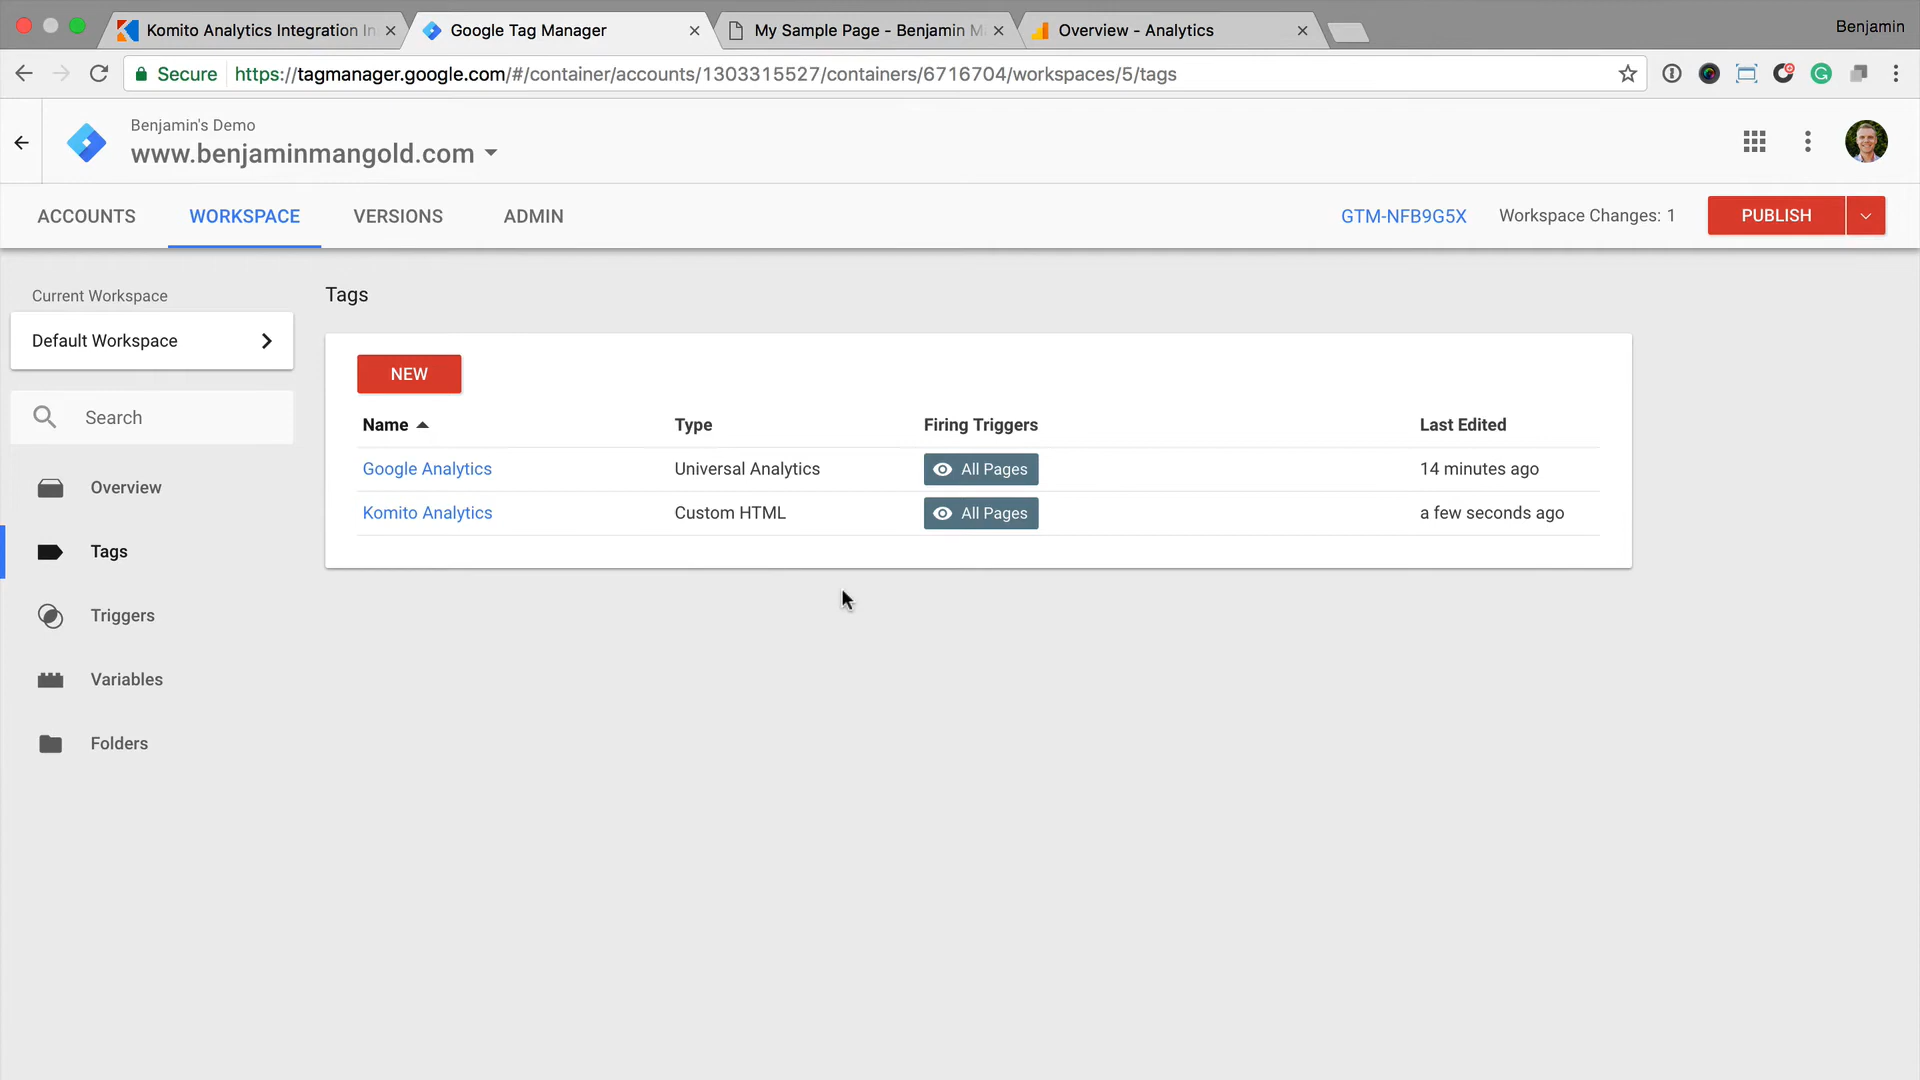 Komito Analytics Integration In
Google Tag Manager
My Sample Page - Benjamin M
Overview - Analytics
Benjamin
Secure
https://tagmanager.google.com/#/container/accounts/1303315527/containers/6716704/workspaces/5/tags
Benjamin's Demo
www.benjaminmangold.com
ACCOUNTS
WORKSPACE
VERSIONS
ADMIN
GTM-NFB9G5X
Workspace Changes: 1
PUBLISH
Current Workspace
Default Workspace
Search
Overview
Tags
Triggers
Variables
Folders
Tags
NEW
Name Type Firing Triggers Last Edited
Google Analytics Universal Analytics All Pages 14 minutes ago
Komito Analytics Custom HTML All Pages a few seconds ago